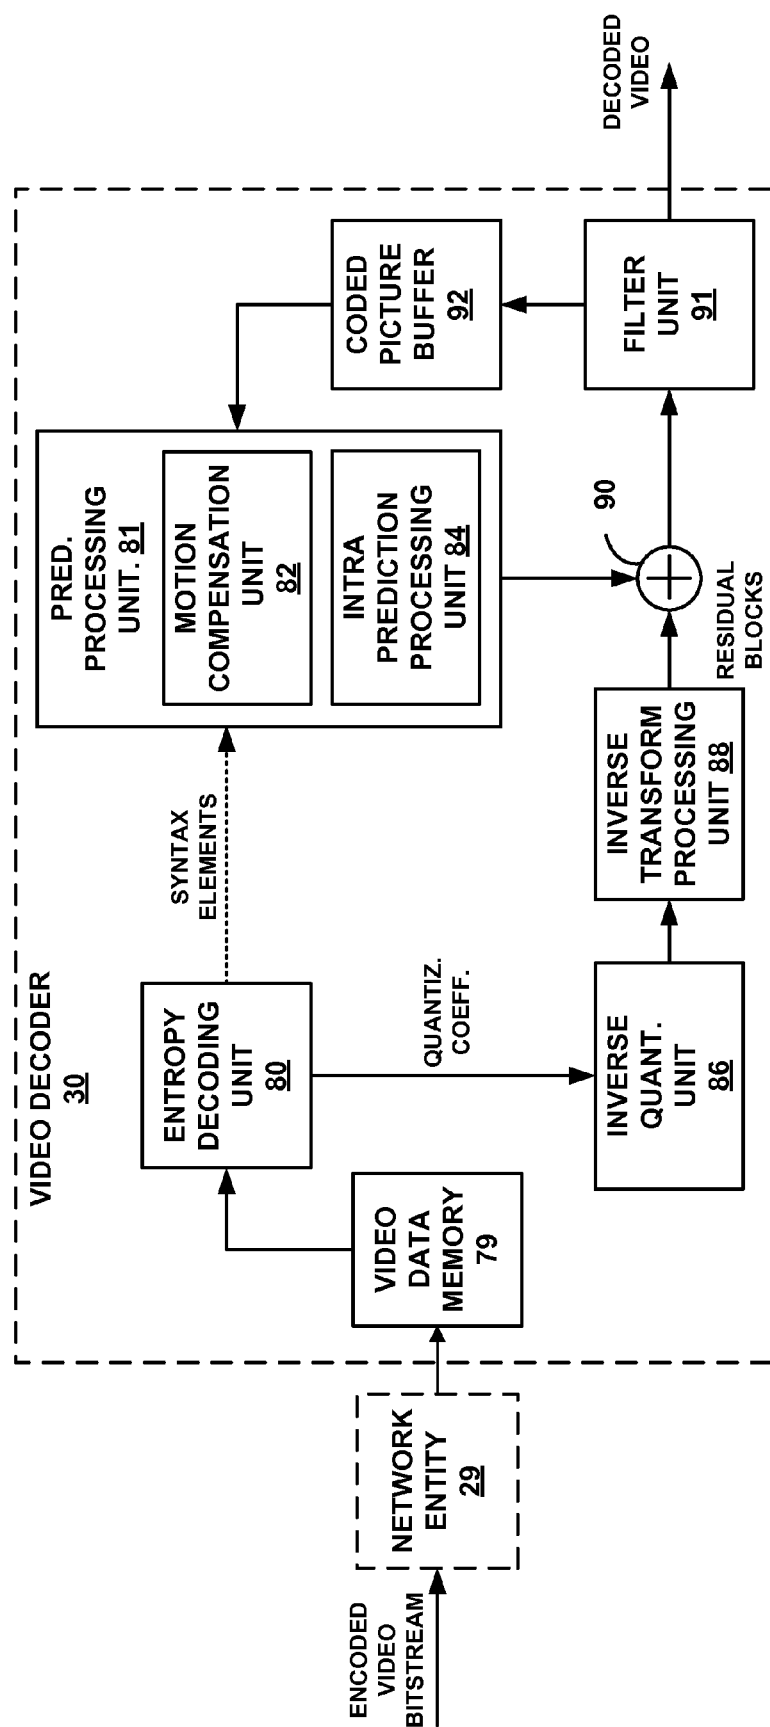 VIDEO DECODER
30
ENCODED
VIDEO
BITSTREAM
NETWORK
ENTITY
29
VIDEO
DATA
MEMORY
79
ENTROPY
DECODING
UNIT
80
SYNTAX
ELEMENTS
QUANTIZ.
COEFF.
PRED.
PROCESSING
UNIT. 81
MOTION
COMPENSATION
UNIT
82
INTRA
PREDICTION
PROCESSING
UNIT 84
INVERSE
QUANT.
UNIT
86
INVERSE
TRANSFORM
PROCESSING
UNIT 88
RESIDUAL
BLOCKS
90
CODED
PICTURE
BUFFER
92
FILTER
UNIT
91
DECODED
VIDEO